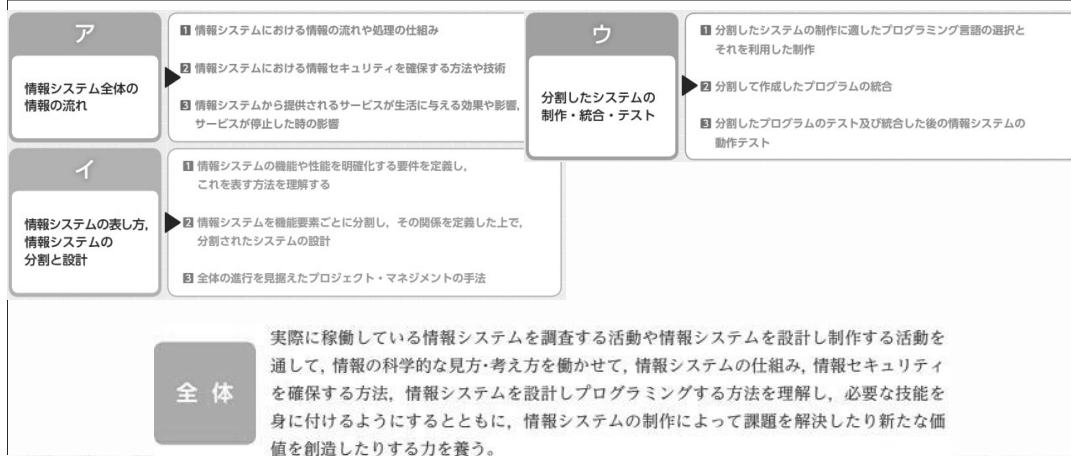 ア
情報システム全体の
情報の流れ
1 情報システムにおける情報の流れや処理の仕組み
2 情報システムにおける情報セキュリティを確保する方法や技術
3 情報システムから提供されるサービスが生活に与える効果や影響,
サービスが停止した時の影響
イ
情報システムの表し方,
情報システムの
分割と設計
1 情報システムの機能や性能を明確化する要件を定義し,
これを表す方法を理解する
2 情報システムを機能要素ごとに分割し,その関係を定義した上で,
分割されたシステムの設計
3 全体の進行を見据えたプロジェクト・マネジメントの手法
ウ
分割したシステムの
制作・統合・テスト
1 分割したシステムの制作に適したプログラミング言語の選択と
それを利用した制作
2 分割して作成したプログラムの統合
3 分割したプログラムのテスト及び統合した後の情報システムの
動作テスト
全体
実際に稼働している情報システムを調査する活動や情報システムを設計し制作する活動を
通して,情報の科学的な見方・考え方を働かせて,情報システムの仕組み,情報セキュリティ
を確保する方法,情報システムを設計しプログラミングする方法を理解し,必要な技能を
身に付けるようにするとともに,情報システムの制作によって課題を解決したり新たな価
値を創造したりする力を養う。